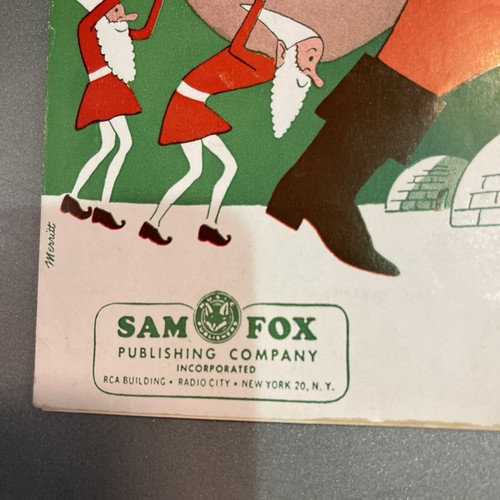 Merritt
SAM FOX
PUBLISHING COMPANY
INCORPORATED
RCA BUILDING • RADIO CITY • NEW YORK 20, N. Y.